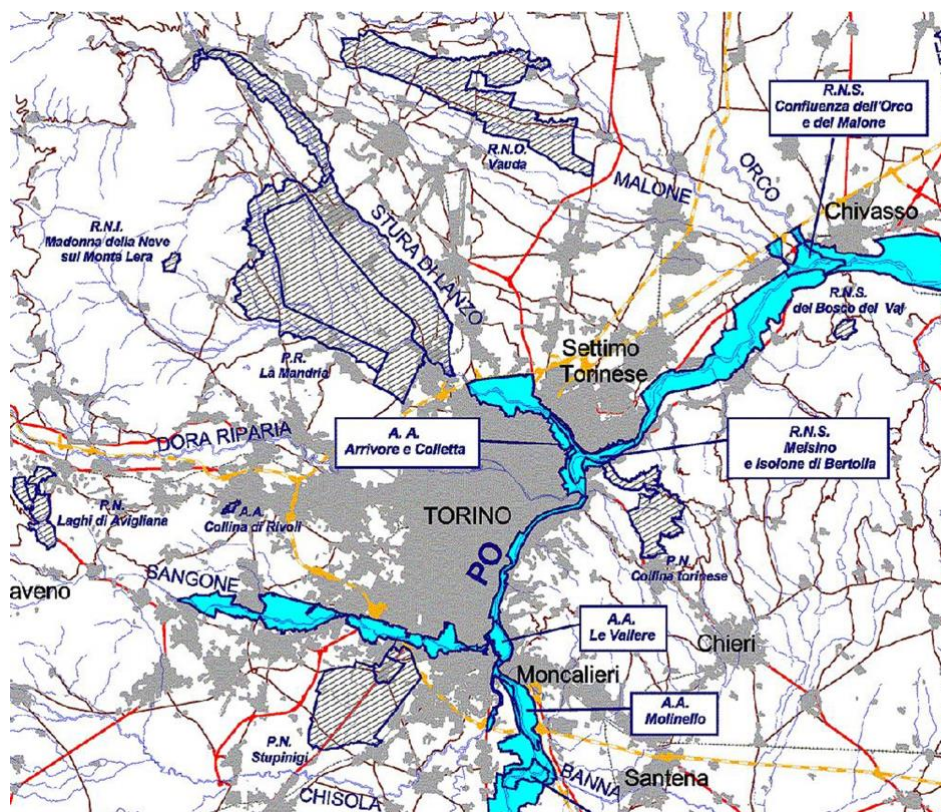 R.N.S.
Confluenza dell'Orco
e del Malone
R.N.O.
Vauda
MALONE
ORCO
Chivasso
R.N.I.
Madonna della Neve
sul Monte Lera
STURA DI LANZO
R.N.S.
del Bosco del Vaj
P.R.
La Mandria
Settimo
Torinese
A. A.
Arrivore e Colletta
R.N.S.
Meisino
e Isolone di Bertolla
DORA RIPARIA
P.N.
Laghi di Avigliana
A.A.
Collina di Rivoli
TORINO
PO
P.N.
Collina torinese
SANGONE
aveno
A.A.
Le Vallere
Chieri
Moncalieri
A.A.
Molinello
P.N.
Stupinigi
CHISOLA
BANNA
Santena